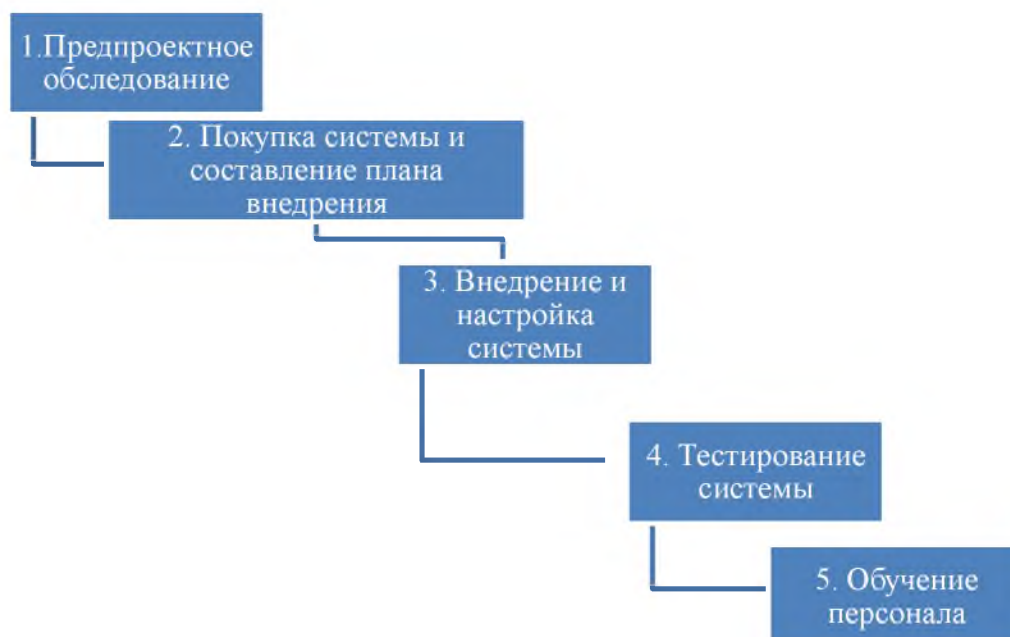 1.Предпроектное
обследование
2. Покупка системы и
составление плана
внедрения
3. Внедрение и
настройка
системы
4. Тестирование
системы
5. Обучение
персонала